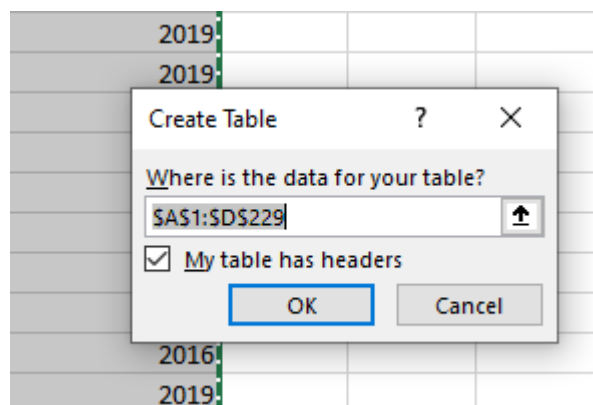 2019
2019
Create Table ?
Where is the data for your table?
$A$1:$D$229
My table has headers
OK Cancel
2016
2019